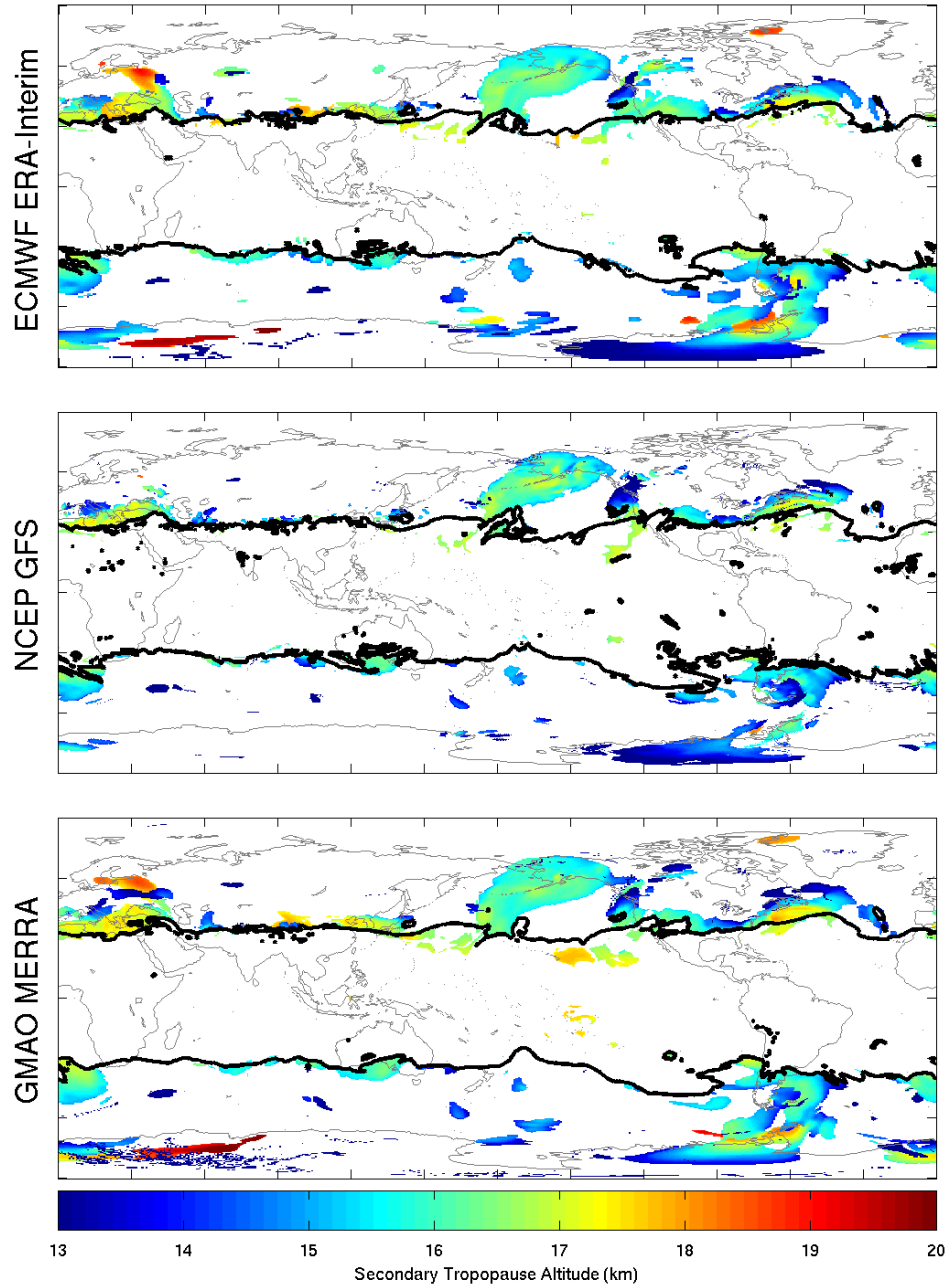 ECMWF ERA-Interim
NCEP GFS
GMAO MERRA
13 14 15 16 17 18 19 20
Secondary Tropopause Altitude (km)